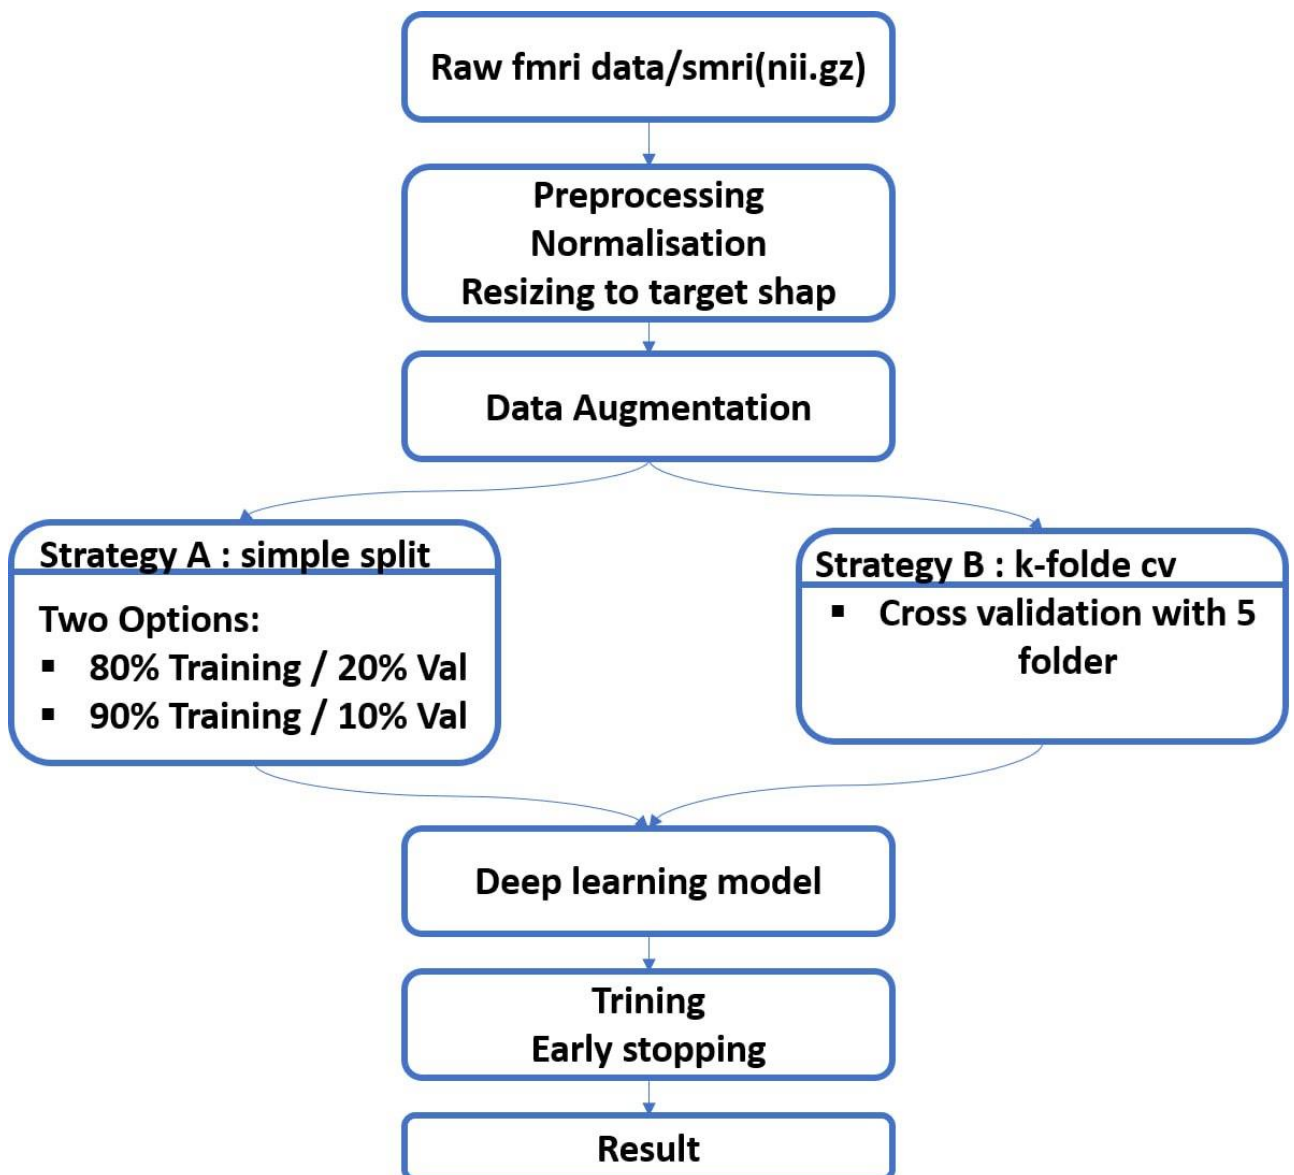 Raw fmri data/smri(nii.gz)
Preprocessing
Normalisation
Resizing to target shap
Data Augmentation
Strategy A : simple split
Two Options:
▪ 80% Training / 20% Val
▪ 90% Training / 10% Val
Strategy B : k-folde cv
▪ Cross validation with 5
folder
Deep learning model
Trining
Early stopping
Result